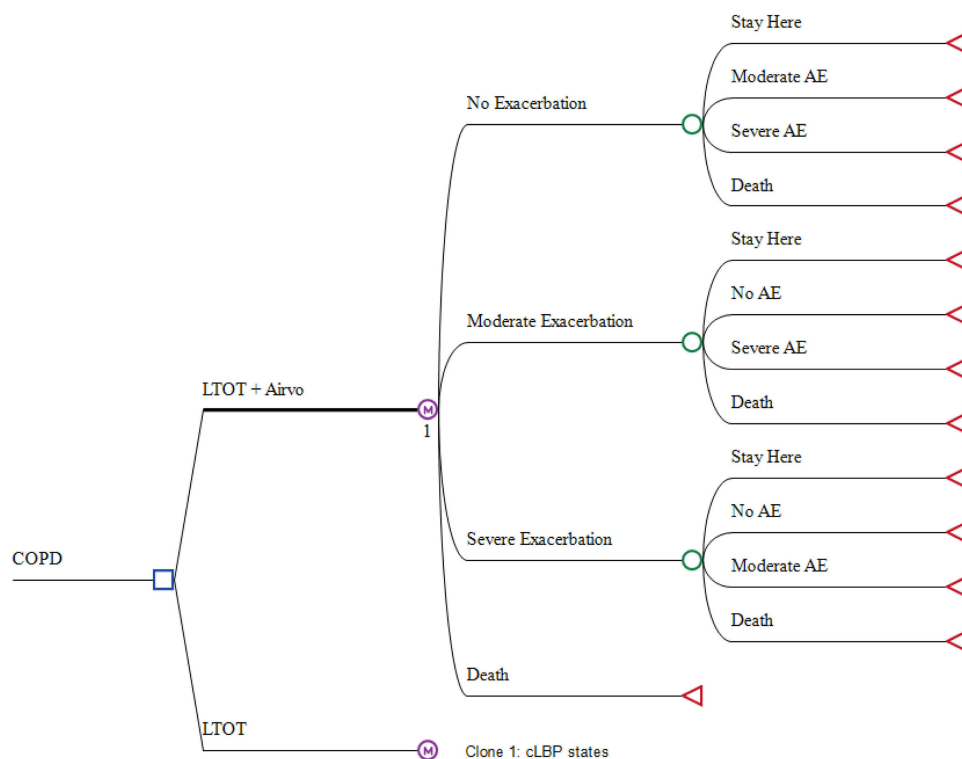 Stay Here
Moderate AE
No Exacerbation
Severe AE
Death
Stay Here
No AE
Moderate Exacerbation
Severe AE
LTOT + Airvo
Death
M
1
Stay Here
No AE
Severe Exacerbation
COPD
Moderate AE
Death
Death
LTOT
M
Clone 1: cLBP states